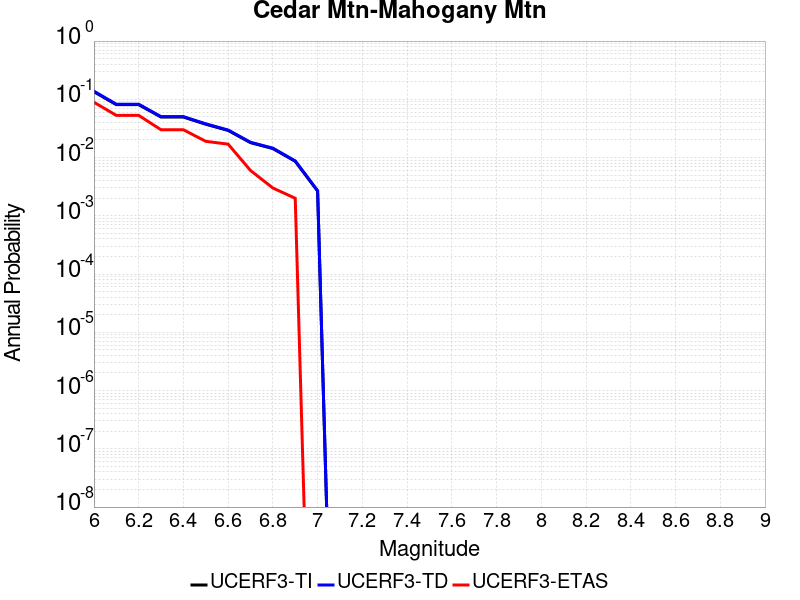 Cedar Mtn-Mahogany Mtn
10^0
10^-1
10^-2
10^-3
10^-4
10^-5
10^-6
10^-7
10^-8
Annual Probability
6 6.2 6.4 6.6 6.8 7 7.2 7.4 7.6 7.8 8 8.2 8.4 8.6 8.8 9
Magnitude
UCERF3-TI UCERF3-TD UCERF3-ETAS